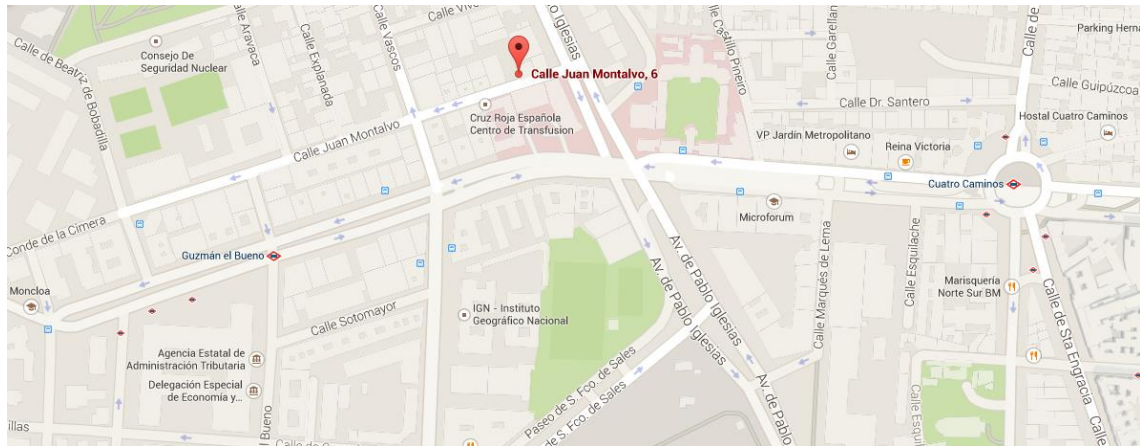 Calle Aravaca
Consejo De
Seguridad Nuclear
Calle de Beatriz de Bobadilla
Calle Explanada
Calle Vascos
Calle Juan Montalvo, 6
Cruz Roja Española
Centro de Transfusion
Calle Juan Montalvo
Iglesias
Castillo Piñeiro
Parking Herna
Calle de
Calle Guipúzcoa
Calle Dr. Santero
Hostal Cuatro Caminos
VP Jardín Metropolitano
Reina Victoria
Cuatro Caminos
Microforum
Conde de la Cimera
Guzmán el Bueno
Moncloa
Calle Marqués de Lema
Calle Esquilache
Marisquería
Norte Sur BM
Av. de Pablo Iglesias
Av. de Pablo Iglesias
IGN - Instituto
Geográfico Nacional
Calle Sotomayor
Agencia Estatal de
Administración Tributaria
Delegación Especial
de Economía y...
Calle de Sta Engracia
Paseo de S. Fco. de Sales
Av. de Pablo
Calle Esqui
Bueno
de S. Fco. de Sales
Calle